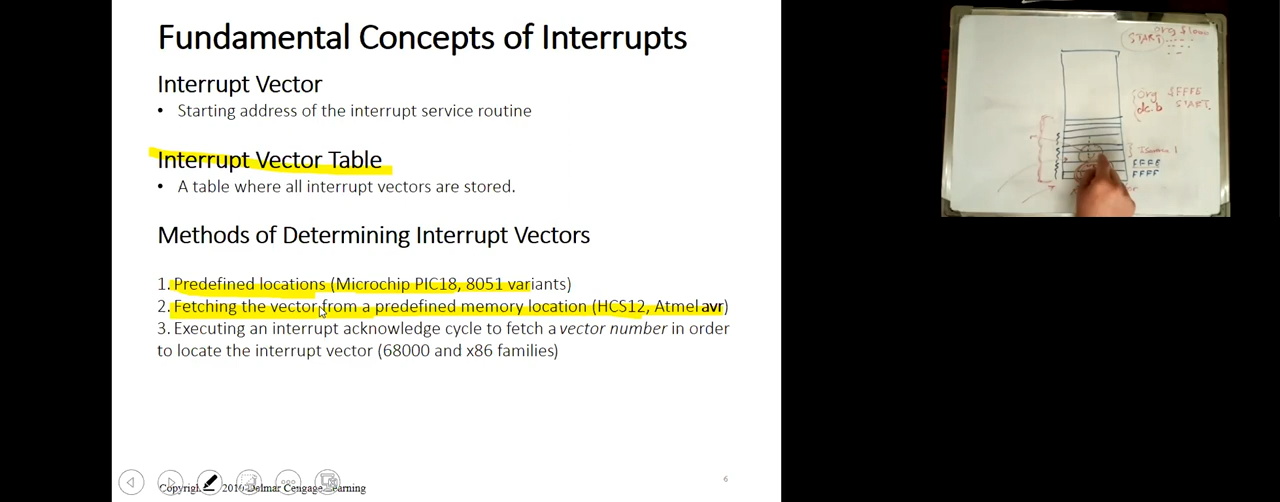 Fundamental Concepts of Interrupts
Interrupt Vector
• Starting address of the interrupt service routine
Interrupt Vector Table
• A table where all interrupt vectors are stored.
Methods of Determining Interrupt Vectors
1. Predefined locations (Microchip PIC18, 8051 variants)
2. Fetching the vector from a predefined memory location (HCS12, Atmel avr)
3. Executing an interrupt acknowledge cycle to fetch a vector number in order
to locate the interrupt vector (68000 and x86 families)
6
2010 Delmar Cengage Learning
org $1000
START
org $FFFE
dc.b START
FFFE
FFFF